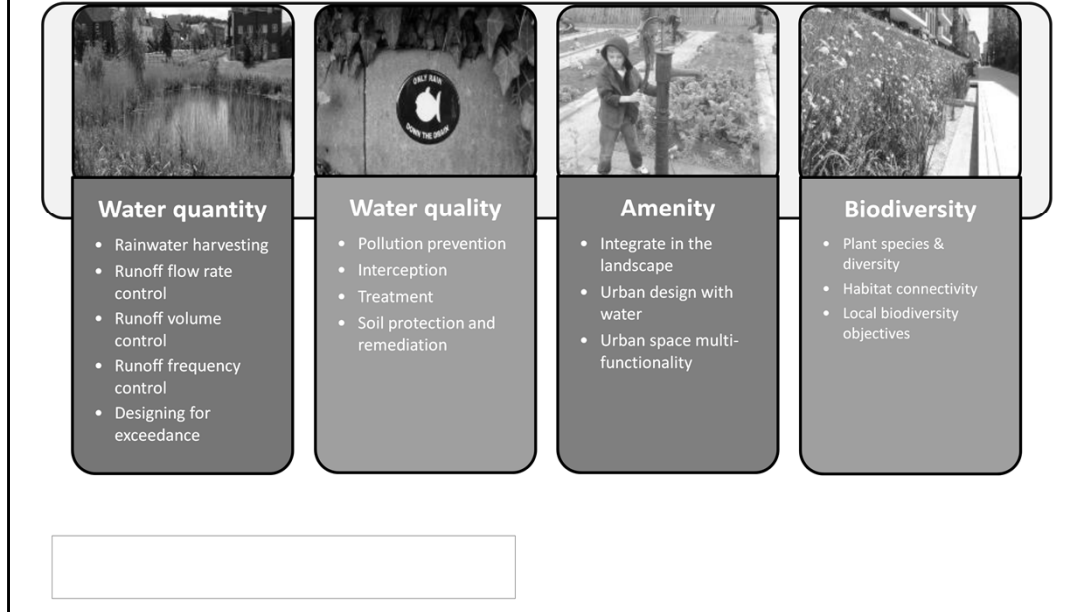 ONLY RAIN
DOWN THE DRAIN
Water quantity
• Rainwater harvesting
• Runoff flow rate
control
• Runoff volume
control
• Runoff frequency
control
• Designing for
exceedance
Water quality
• Pollution prevention
• Interception
• Treatment
• Soil protection and
remediation
Amenity
• Integrate in the
landscape
• Urban design with
water
• Urban space multi-
functionality
Biodiversity
• Plant species &
diversity
• Habitat connectivity
• Local biodiversity
objectives